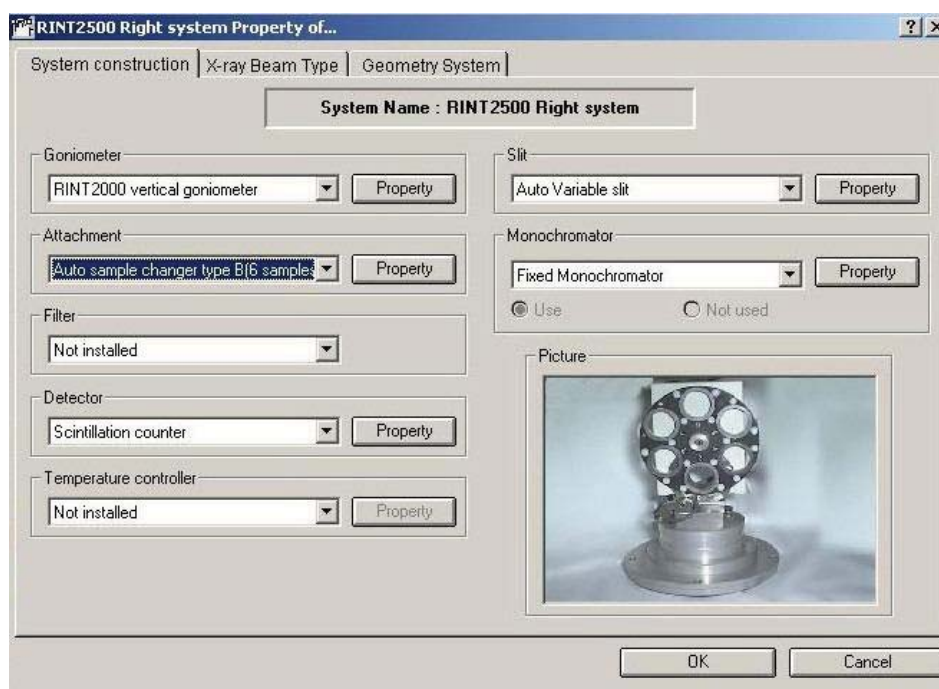 RINT2500 Right system Property of...
System construction
X-ray Beam Type
Geometry System
System Name : RINT2500 Right system
Goniometer
RINT2000 vertical goniometer
Property
Attachment
Auto sample changer type B(6 samples
Property
Filter
Not installed
Detector
Scintillation counter
Property
Temperature controller
Not installed
Property
Slit
Auto Variable slit
Property
Monochromator
Fixed Monochromator
Property
Use
Not used
Picture
OK
Cancel